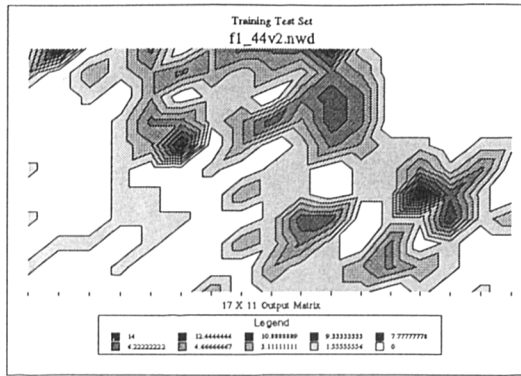 Training Test Set
f1_44v2.nwd
17 X 11 Output Matrix
Legend
14 12.4444444 10.8888889 9.33333333 7.77777778
6.22222222 4.66666667 3.11111111 1.55555554 0